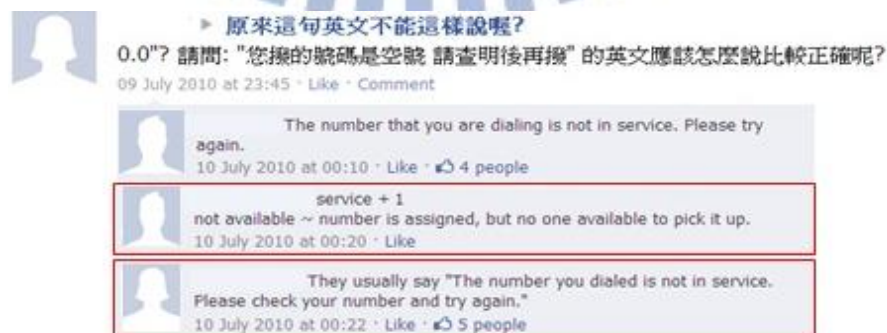 ▸ 原來這句英文不能這樣說喔?
0.0"? 請問: "您撥的號碼是空號 請查明後再撥" 的英文應該怎麼說比較正確呢?
09 July 2010 at 23:45 · Like · Comment
The number that you are dialing is not in service. Please try
again.
10 July 2010 at 00:10 · Like · 4 people
service + 1
not available ~ number is assigned, but no one available to pick it up.
10 July 2010 at 00:20 · Like
They usually say "The number you dialed is not in service.
Please check your number and try again."
10 July 2010 at 00:22 · Like · 5 people